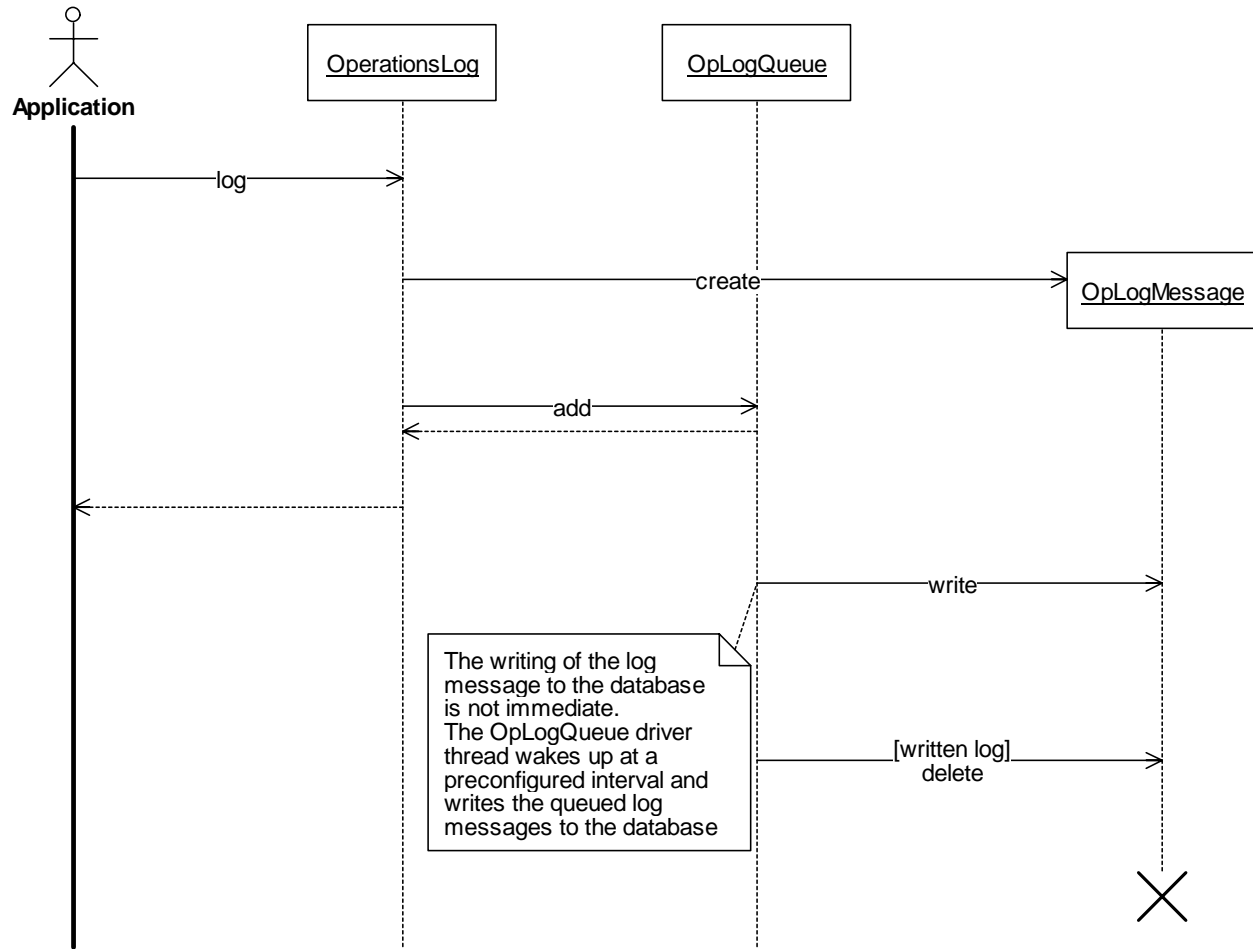 OperationsLog
OpLogQueue
Application
log
create
OpLogMessage
add
write
The writing of the log
message to the database
is not immediate.
The OpLogQueue driver
thread wakes up at a
preconfigured interval and
writes the queued log
messages to the database
[written log]
delete